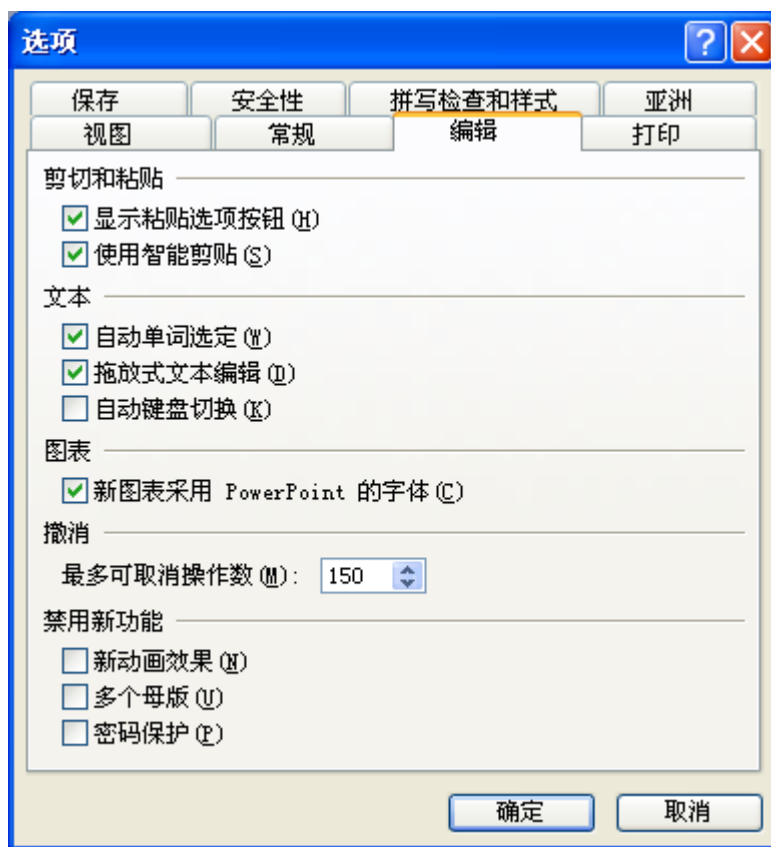 选项
保存 安全性 拼写检查和样式 亚洲
视图 常规 编辑 打印
剪切和粘贴
显示粘贴选项按钮(H)
使用智能剪贴(S)
文本
自动单词选定(W)
拖放式文本编辑(D)
自动键盘切换(K)
图表
新图表采用 PowerPoint 的字体(C)
撤消
最多可取消操作数(M): 150
禁用新功能
新动画效果(N)
多个母版(U)
密码保护(P)
确定 取消